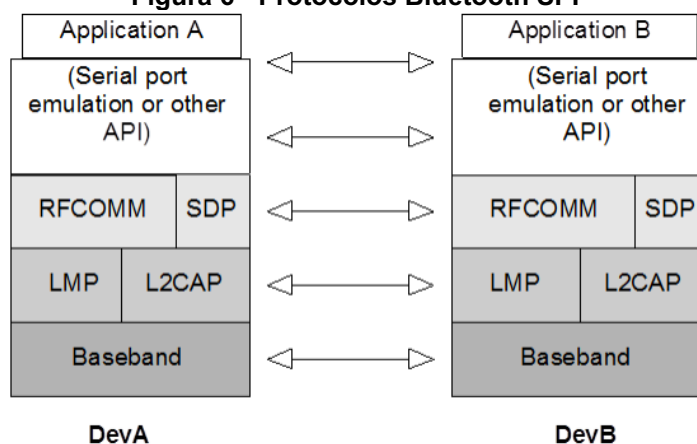 Figura 6 - Protocolos Bluetooth SPP
Application A
Application B
(Serial port
emulation or other
API)
(Serial port
emulation or other
API)
RFCOMM
SDP
RFCOMM
SDP
LMP
L2CAP
LMP
L2CAP
Baseband
Baseband
DevA
DevB